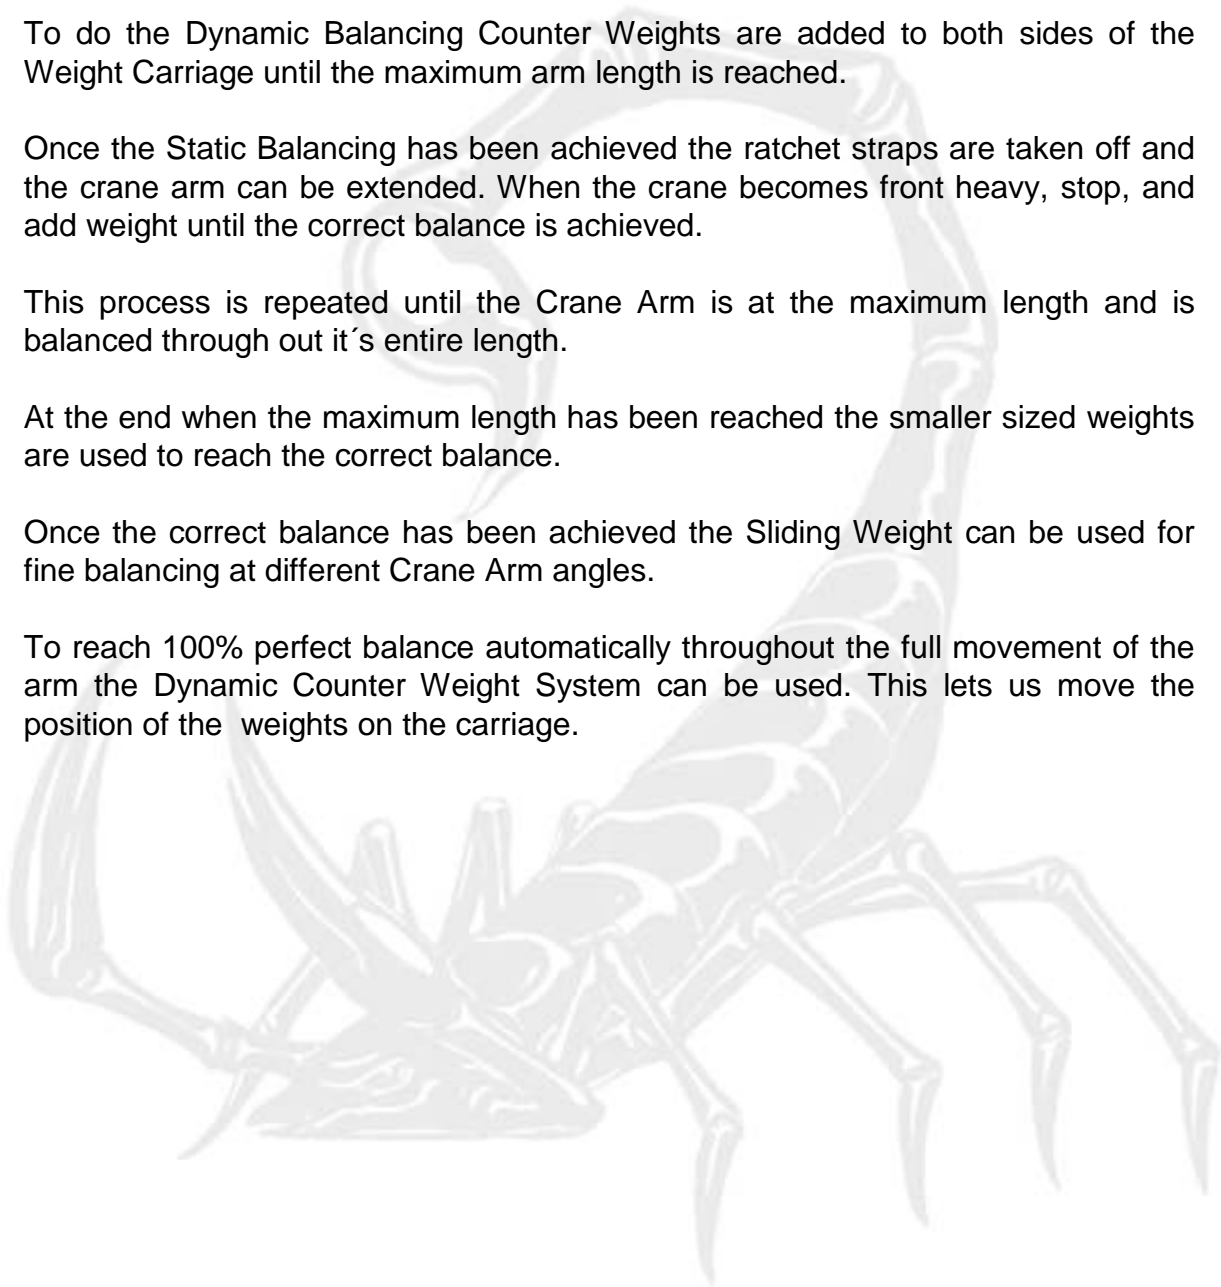 To do the Dynamic Balancing Counter Weights are added to both sides of the
Weight Carriage until the maximum arm length is reached.
Once the Static Balancing has been achieved the ratchet straps are taken off and
the crane arm can be extended. When the crane becomes front heavy, stop, and
add weight until the correct balance is achieved.
This process is repeated until the Crane Arm is at the maximum length and is
balanced through out it´s entire length.
At the end when the maximum length has been reached the smaller sized weights
are used to reach the correct balance.
Once the correct balance has been achieved the Sliding Weight can be used for
fine balancing at different Crane Arm angles.
To reach 100% perfect balance automatically throughout the full movement of the
arm the Dynamic Counter Weight System can be used. This lets us move the
position of the  weights on the carriage.